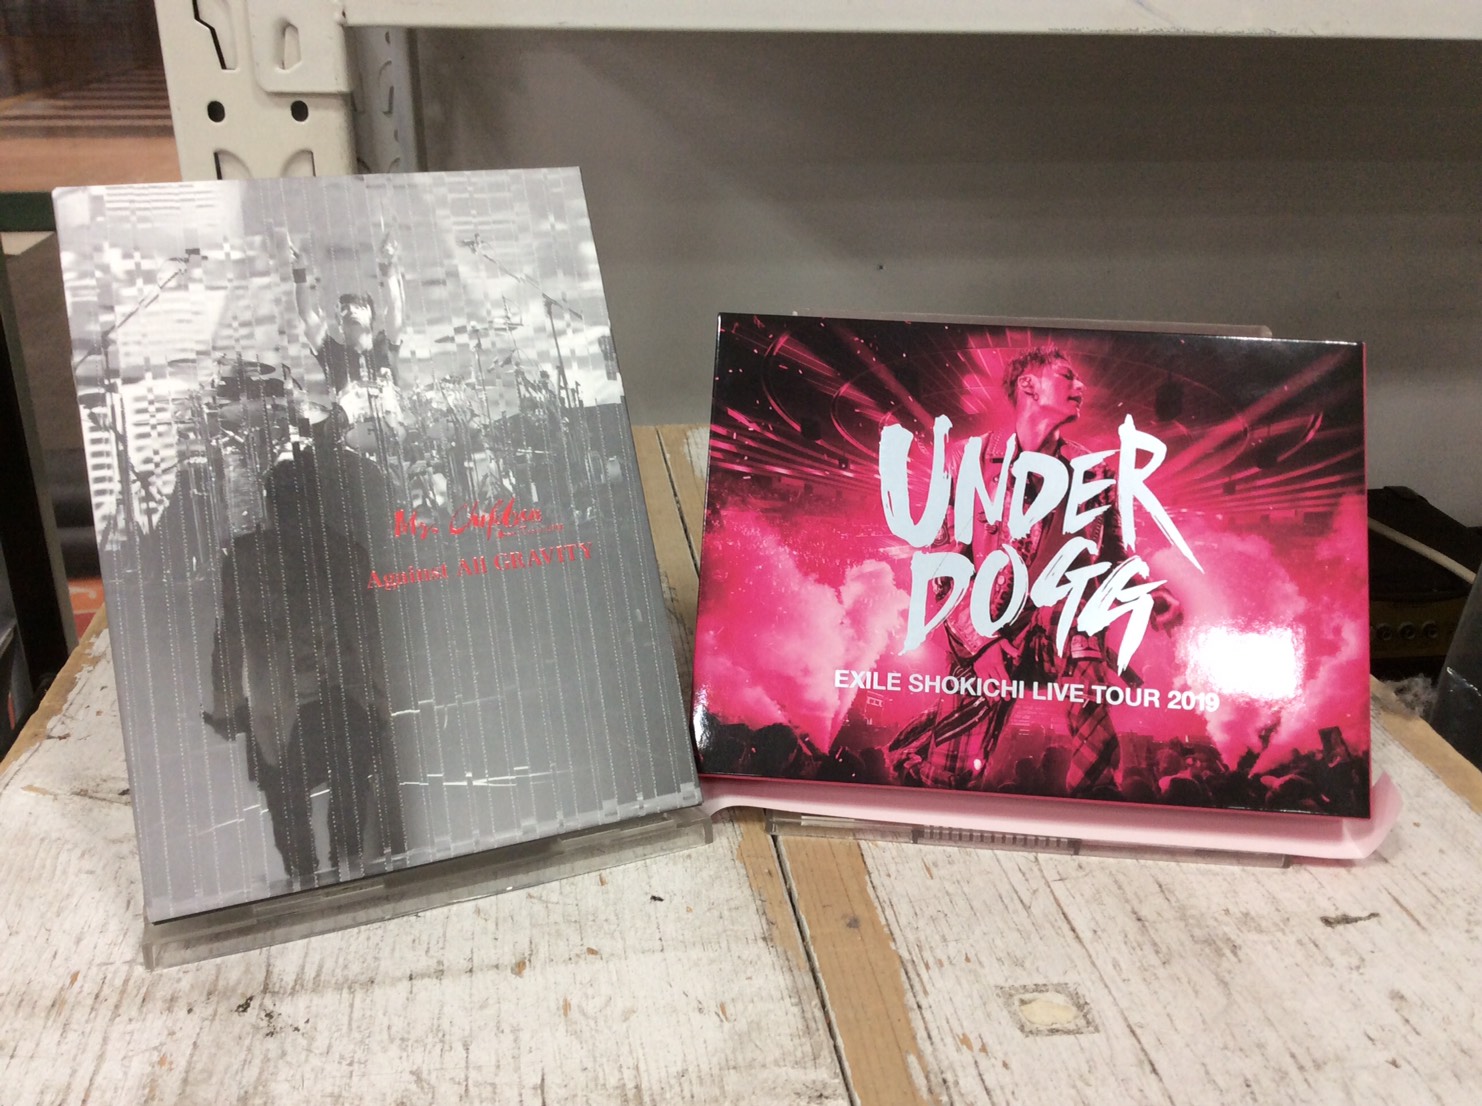 Mr. Children
Against All GRAVITY
UNDER
DOGG
EXILE SHOKICHI LIVE TOUR 2019